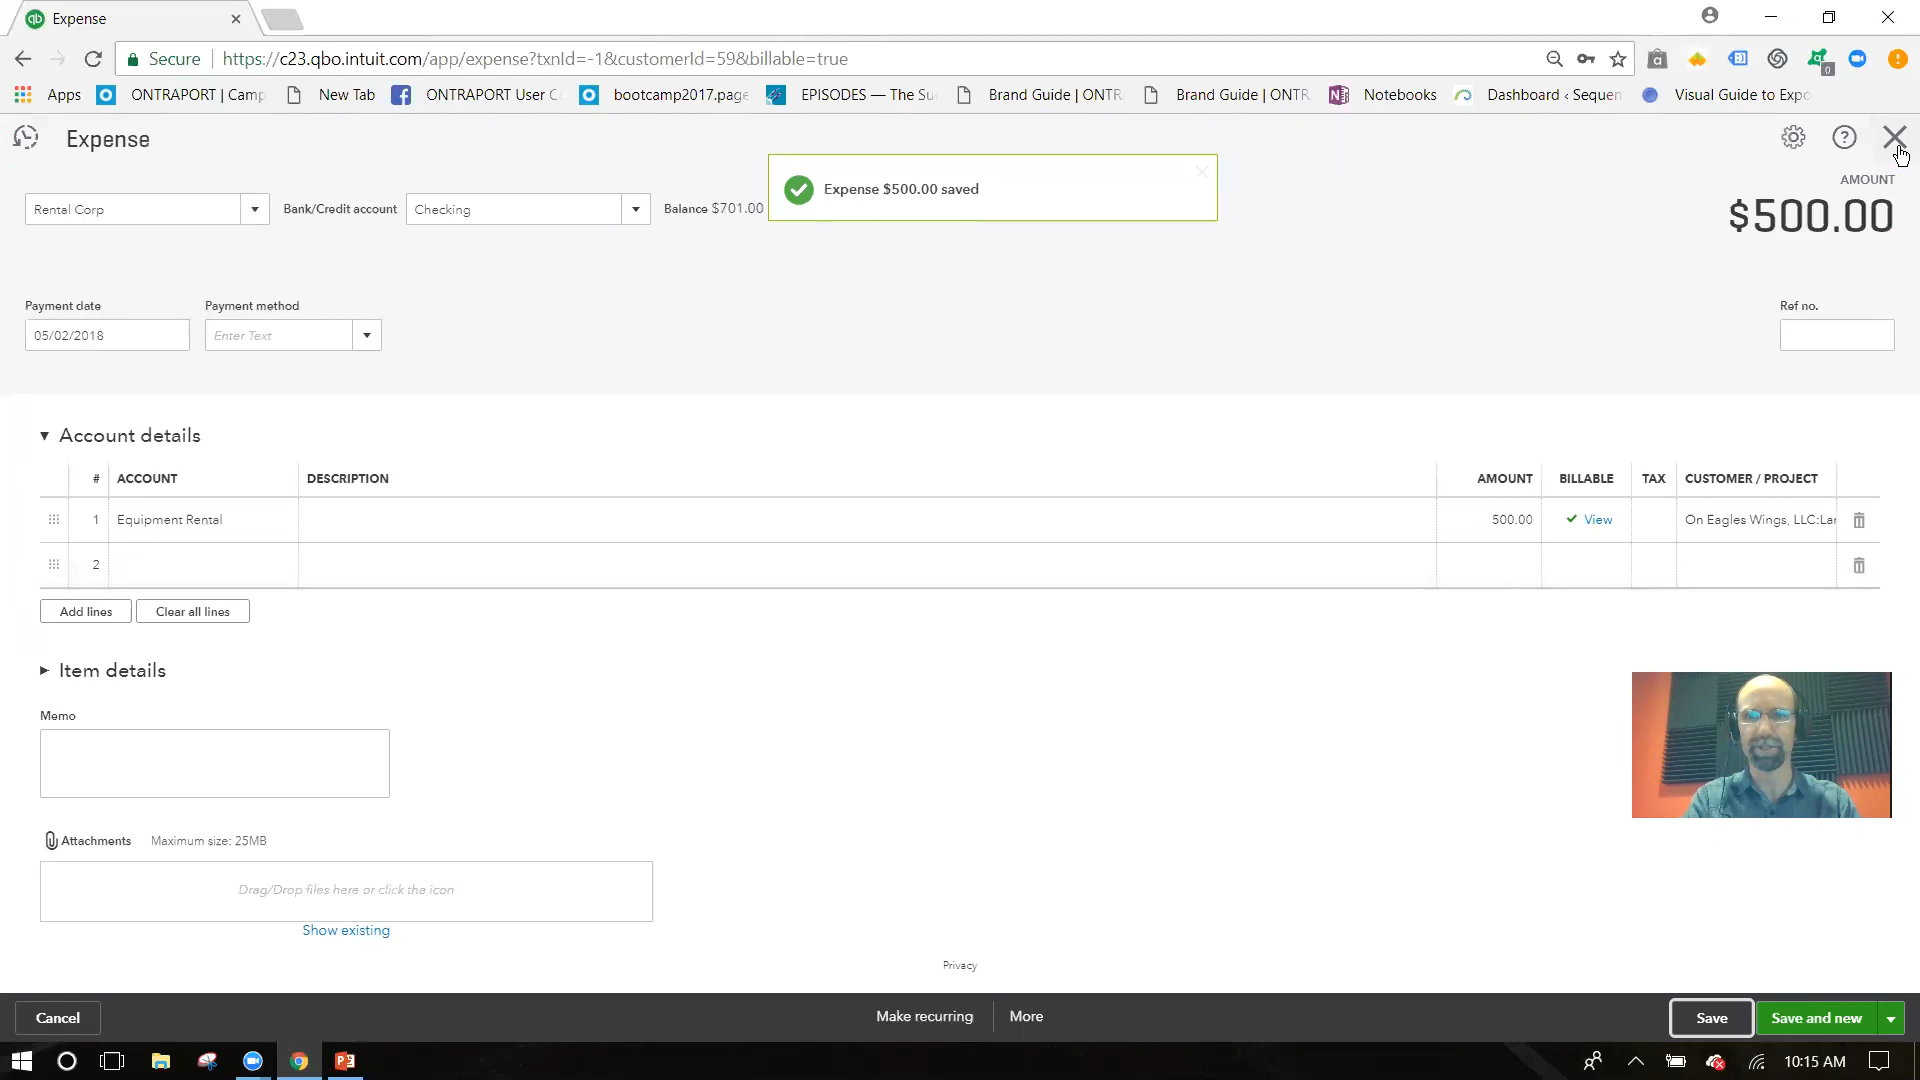 Expense
Secure https://c23.qbo.intuit.com/app/expense?txnId=-1&customerId=59&billable=true
Apps ONTRAPORT | Camp New Tab ONTRAPORT User C bootcamp2017.page EPISODES — The Su Brand Guide | ONTR Brand Guide | ONTR Notebooks Dashboard ‹ Sequen Visual Guide to Expo
Expense
Expense $500.00 saved
AMOUNT
$500.00
Rental Corp Bank/Credit account Checking Balance $701.00
Payment date Payment method Ref no.
05/02/2018 Enter Text
Account details
# ACCOUNT DESCRIPTION AMOUNT BILLABLE TAX CUSTOMER / PROJECT
1 Equipment Rental 500.00 View On Eagles Wings, LLC:Lar
2
Add lines Clear all lines
Item details
Memo
Attachments Maximum size: 25MB
Drag/Drop files here or click the icon
Show existing
Privacy
Cancel Make recurring More Save Save and new
10:15 AM